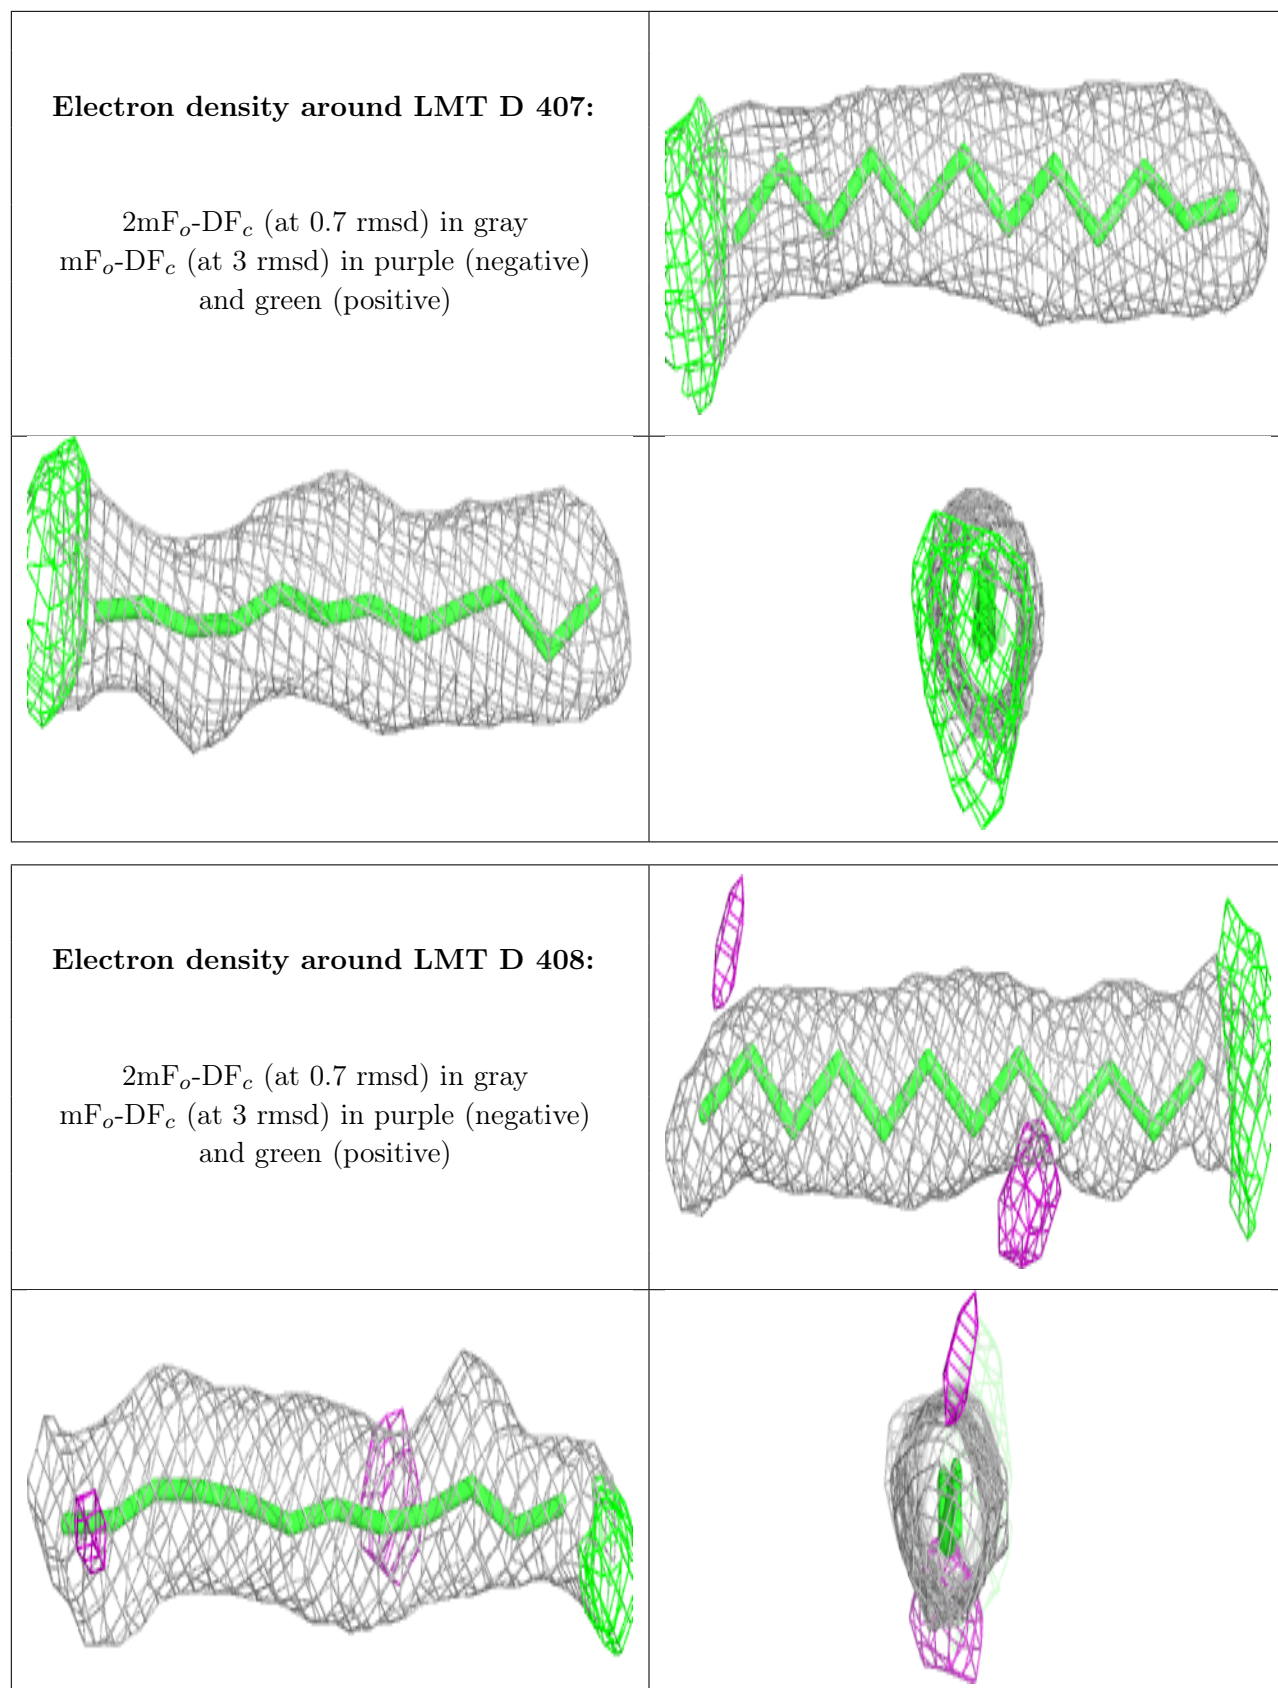 Electron density around LMT D 407:
2mF𝑜-DF𝑐 (at 0.7 rmsd) in gray
mF𝑜-DF𝑐 (at 3 rmsd) in purple (negative)
and green (positive)
Electron density around LMT D 408:
2mF𝑜-DF𝑐 (at 0.7 rmsd) in gray
mF𝑜-DF𝑐 (at 3 rmsd) in purple (negative)
and green (positive)